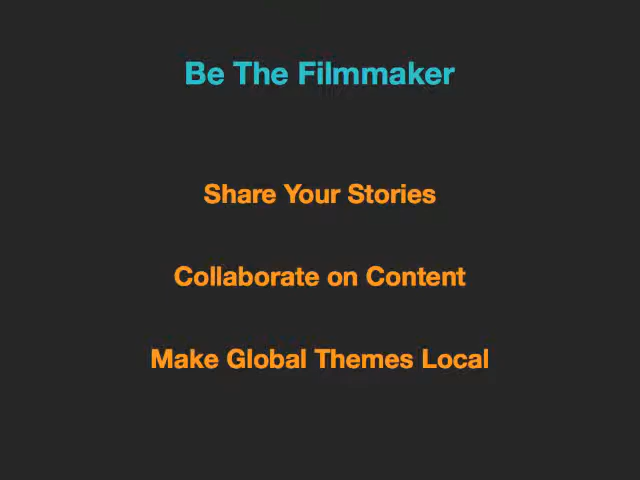 Be The Filmmaker
Share Your Stories
Collaborate on Content
Make Global Themes Local